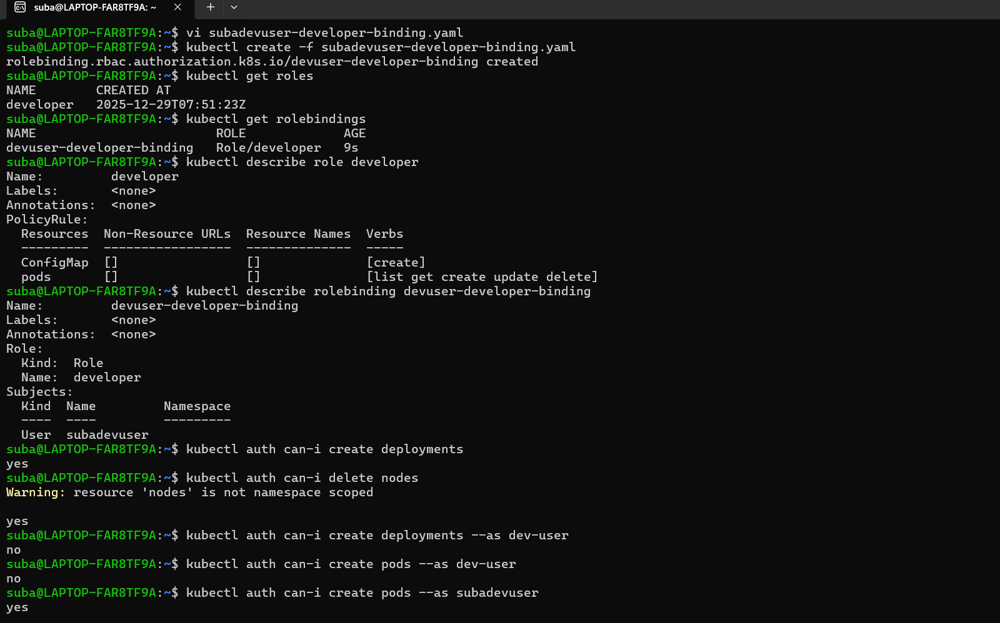 suba@LAPTOP-FAR8TF9A: ~
suba@LAPTOP-FAR8TF9A:~$ vi subadevuser-developer-binding.yaml
suba@LAPTOP-FAR8TF9A:~$ kubectl create -f subadevuser-developer-binding.yaml
rolebinding.rbac.authorization.k8s.io/devuser-developer-binding created
suba@LAPTOP-FAR8TF9A:~$ kubectl get roles
NAME        CREATED AT
developer   2025-12-29T07:51:23Z
suba@LAPTOP-FAR8TF9A:~$ kubectl get rolebindings
NAME                        ROLE             AGE
devuser-developer-binding   Role/developer   9s
suba@LAPTOP-FAR8TF9A:~$ kubectl describe role developer
Name:         developer
Labels:       <none>
Annotations:  <none>
PolicyRule:
  Resources  Non-Resource URLs  Resource Names  Verbs
  ---------  -----------------  --------------  -----
  ConfigMap  []                 []              [create]
  pods       []                 []              [list get create update delete]
suba@LAPTOP-FAR8TF9A:~$ kubectl describe rolebinding devuser-developer-binding
Name:         devuser-developer-binding
Labels:       <none>
Annotations:  <none>
Role:
  Kind:  Role
  Name:  developer
Subjects:
  Kind  Name         Namespace
  ----  ----         ---------
  User  subadevuser
suba@LAPTOP-FAR8TF9A:~$ kubectl auth can-i create deployments
yes
suba@LAPTOP-FAR8TF9A:~$ kubectl auth can-i delete nodes
Warning: resource 'nodes' is not namespace scoped

yes
suba@LAPTOP-FAR8TF9A:~$ kubectl auth can-i create deployments --as dev-user
no
suba@LAPTOP-FAR8TF9A:~$ kubectl auth can-i create pods --as dev-user
no
suba@LAPTOP-FAR8TF9A:~$ kubectl auth can-i create pods --as subadevuser
yes